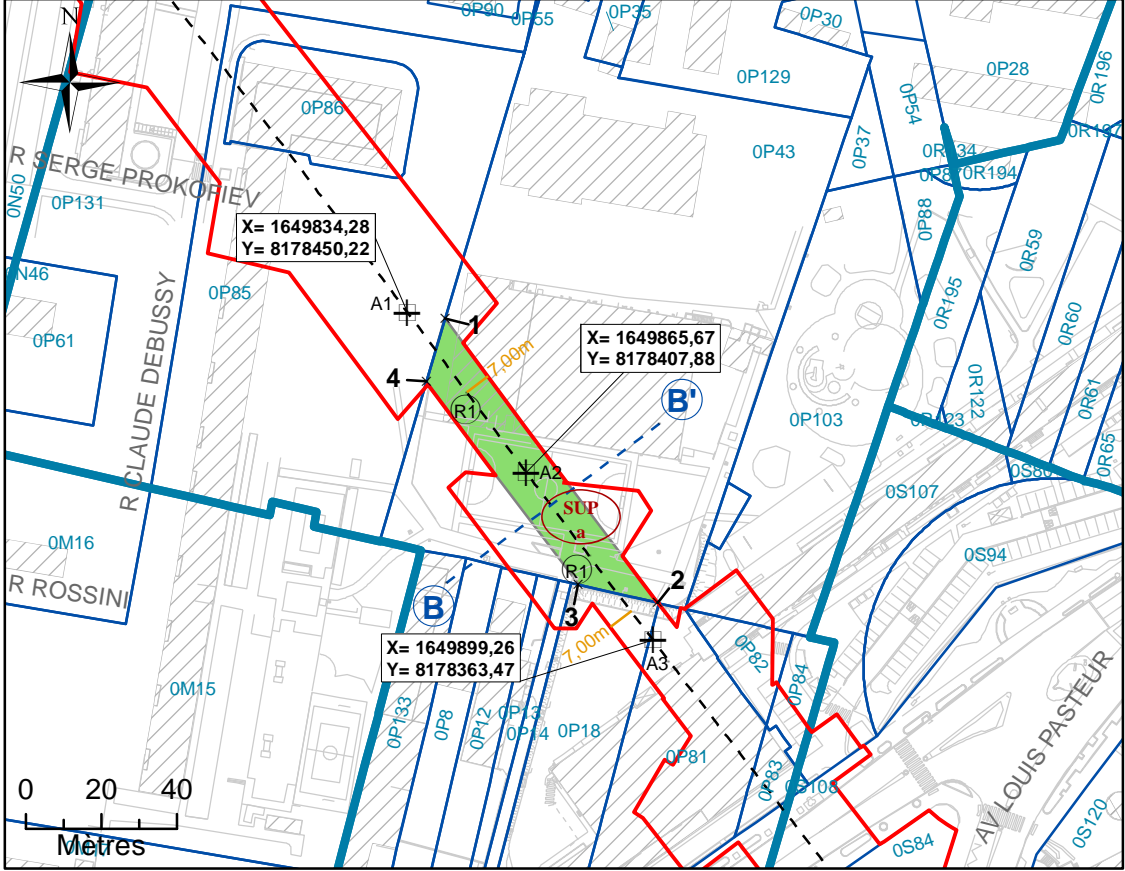 0P90
0P55
0P35
0P30
N
0P129
0P28
0R196
0P86
0P54
0R197
R SERGE PROKOFIEV
0P43
0P37
0R34
0P87
0R194
0N50
0P131
0P88
X= 1649834,28
Y= 8178450,22
0R59
0N46
0P85
A1
0R195
1
0R60
0P61
R CLAUDE DEBUSSY
X= 1649865,67
Y= 8178407,88
7,00m
4
B'
R1
0R122
0R61
0P103
0R123
0R65
A2
0S80
0S107
SUP
a
0M16
0S94
R1
R ROSSINI
2
B
3
7,00m
X= 1649899,26
Y= 8178363,47
A3
0P82
0P84
0M15
0P133
0P8
0P12
0P13
0P14
0P18
0P81
0P83
0S108
AV LOUIS PASTEUR
0 20 40
Mètres
0S84
0S120